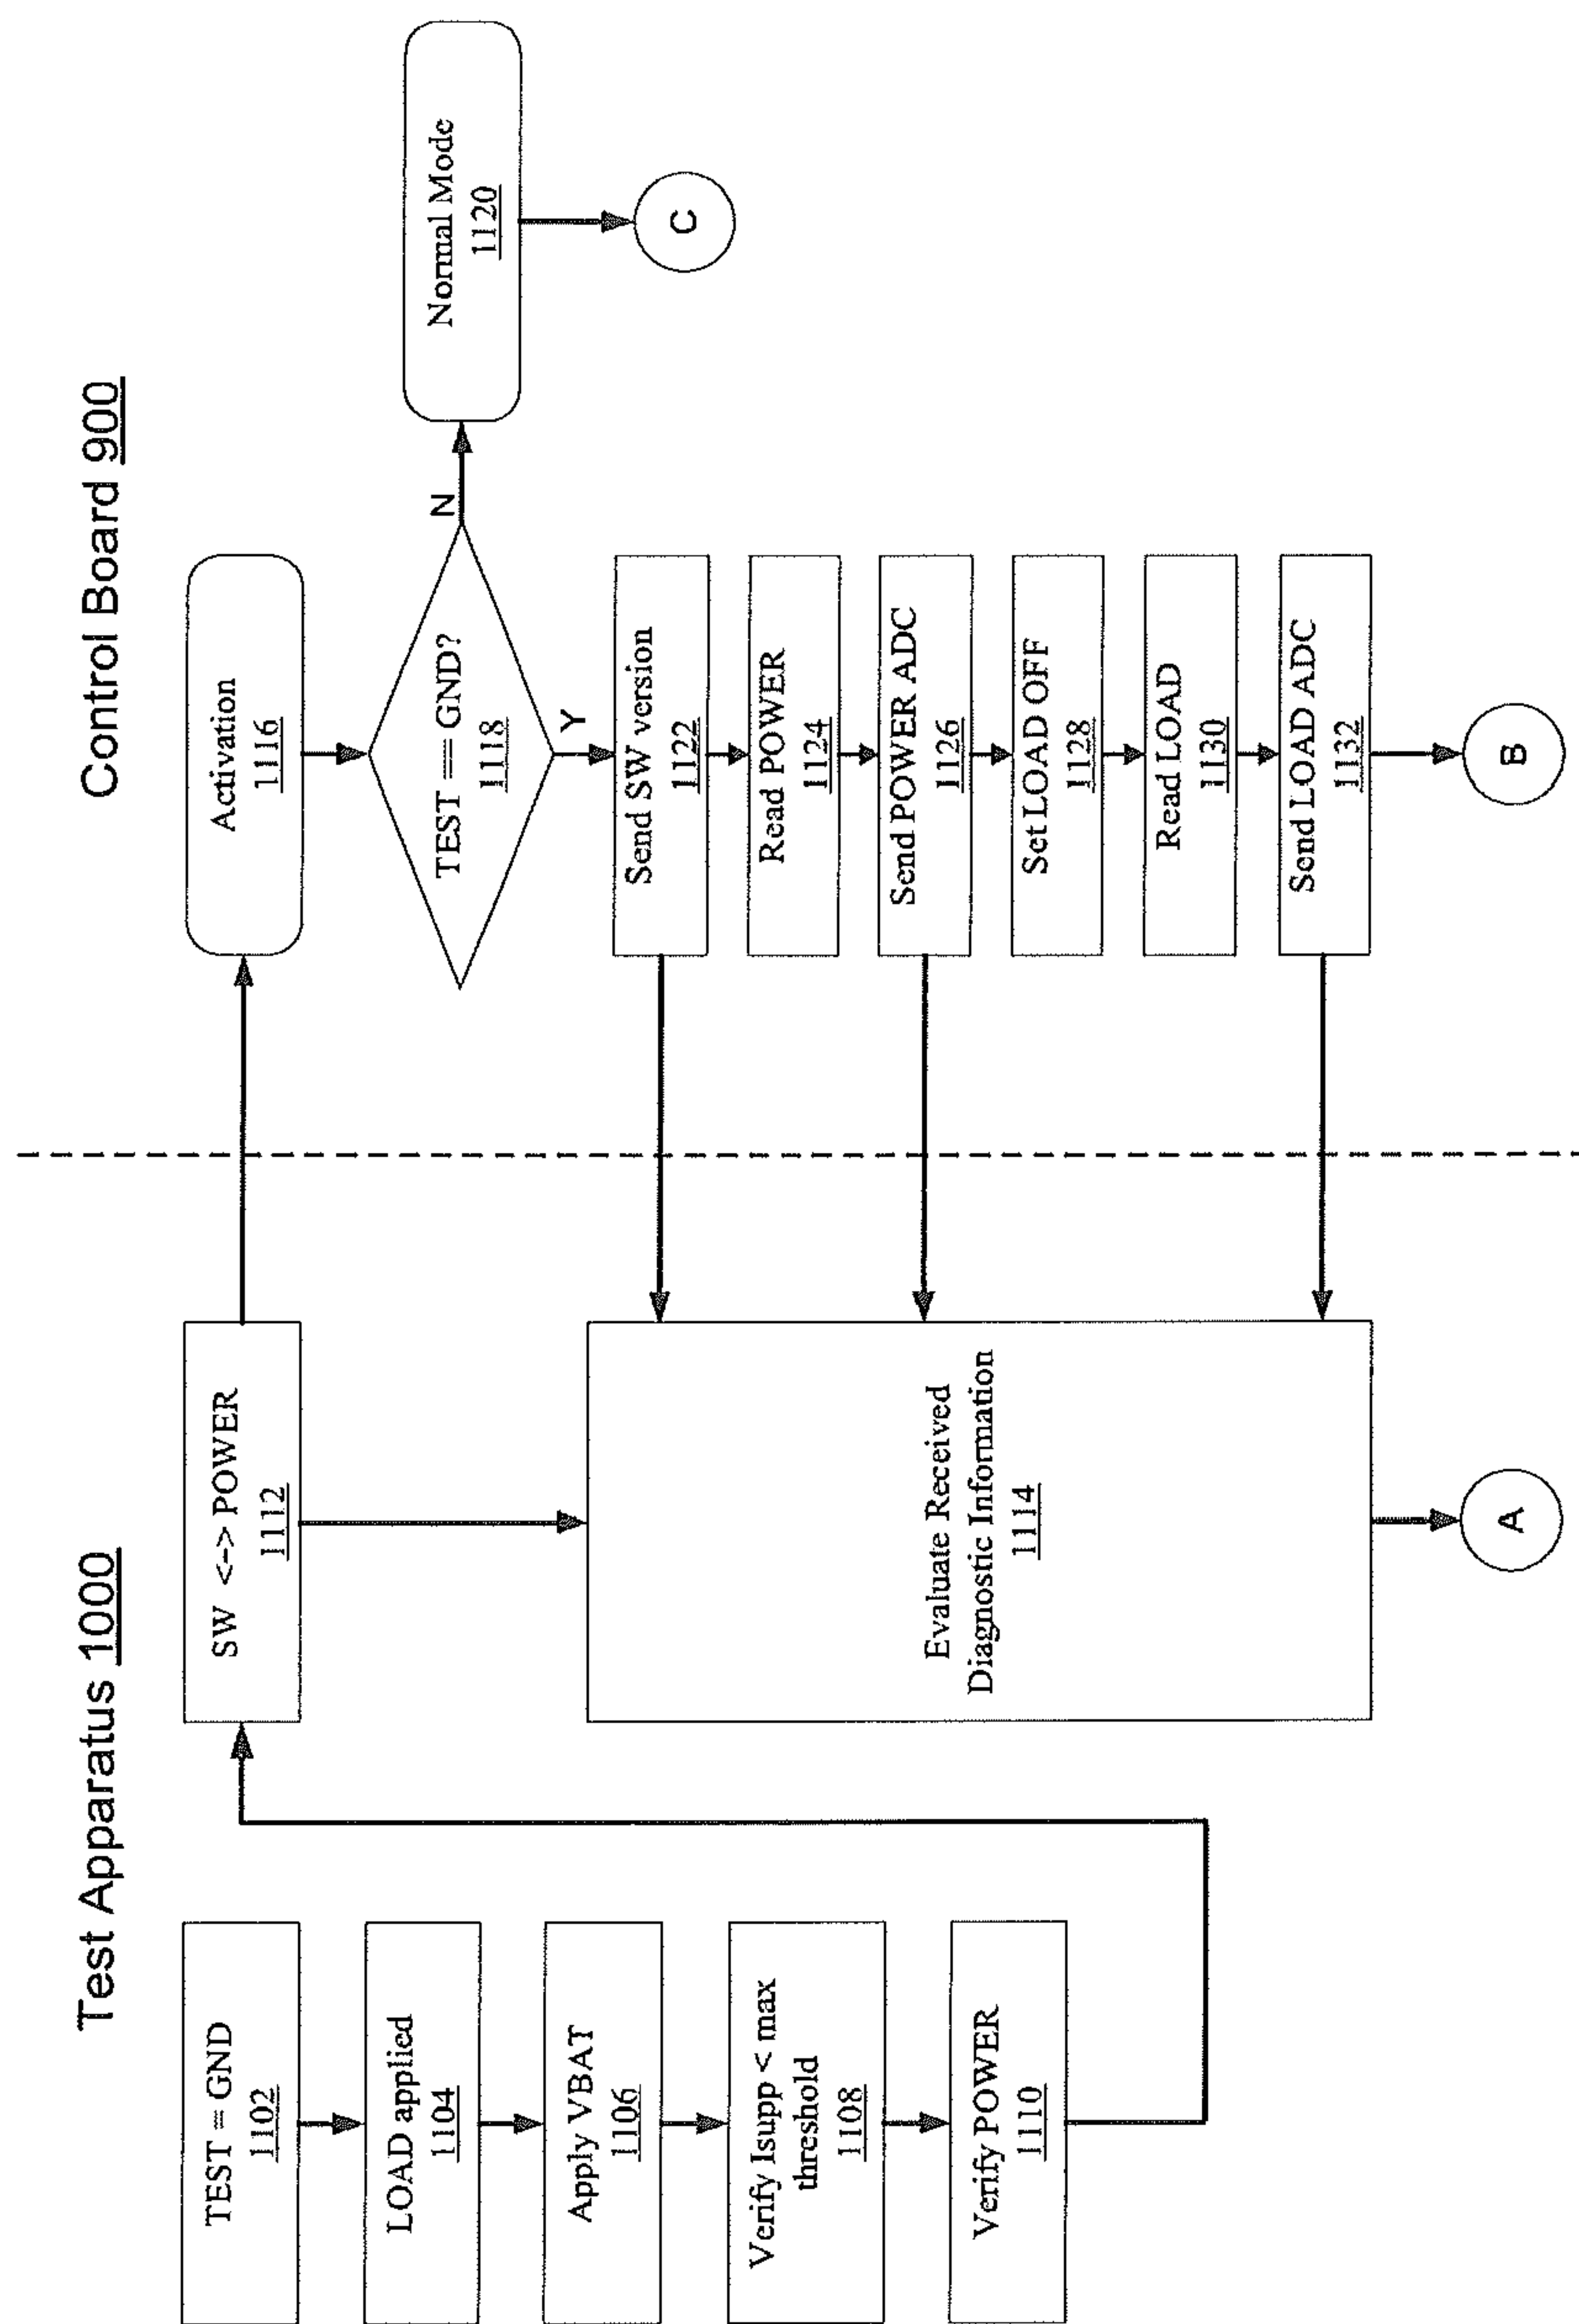 Test Apparatus 1000
Control Board 900
TEST = GND
1102
LOAD applied
1104
Apply VBAT
1106
Verify Isupp < max
threshold
1108
Verify POWER
1110
SW <-> POWER
1112
Evaluate Received
Diagnostic Information
1114
A
Activation
1116
TEST == GND?
1118
N
Y
Normal Mode
1120
C
Send SW version
1122
Read POWER
1124
Send POWER ADC
1126
Set LOAD OFF
1128
Read LOAD
1130
Send LOAD ADC
1132
B